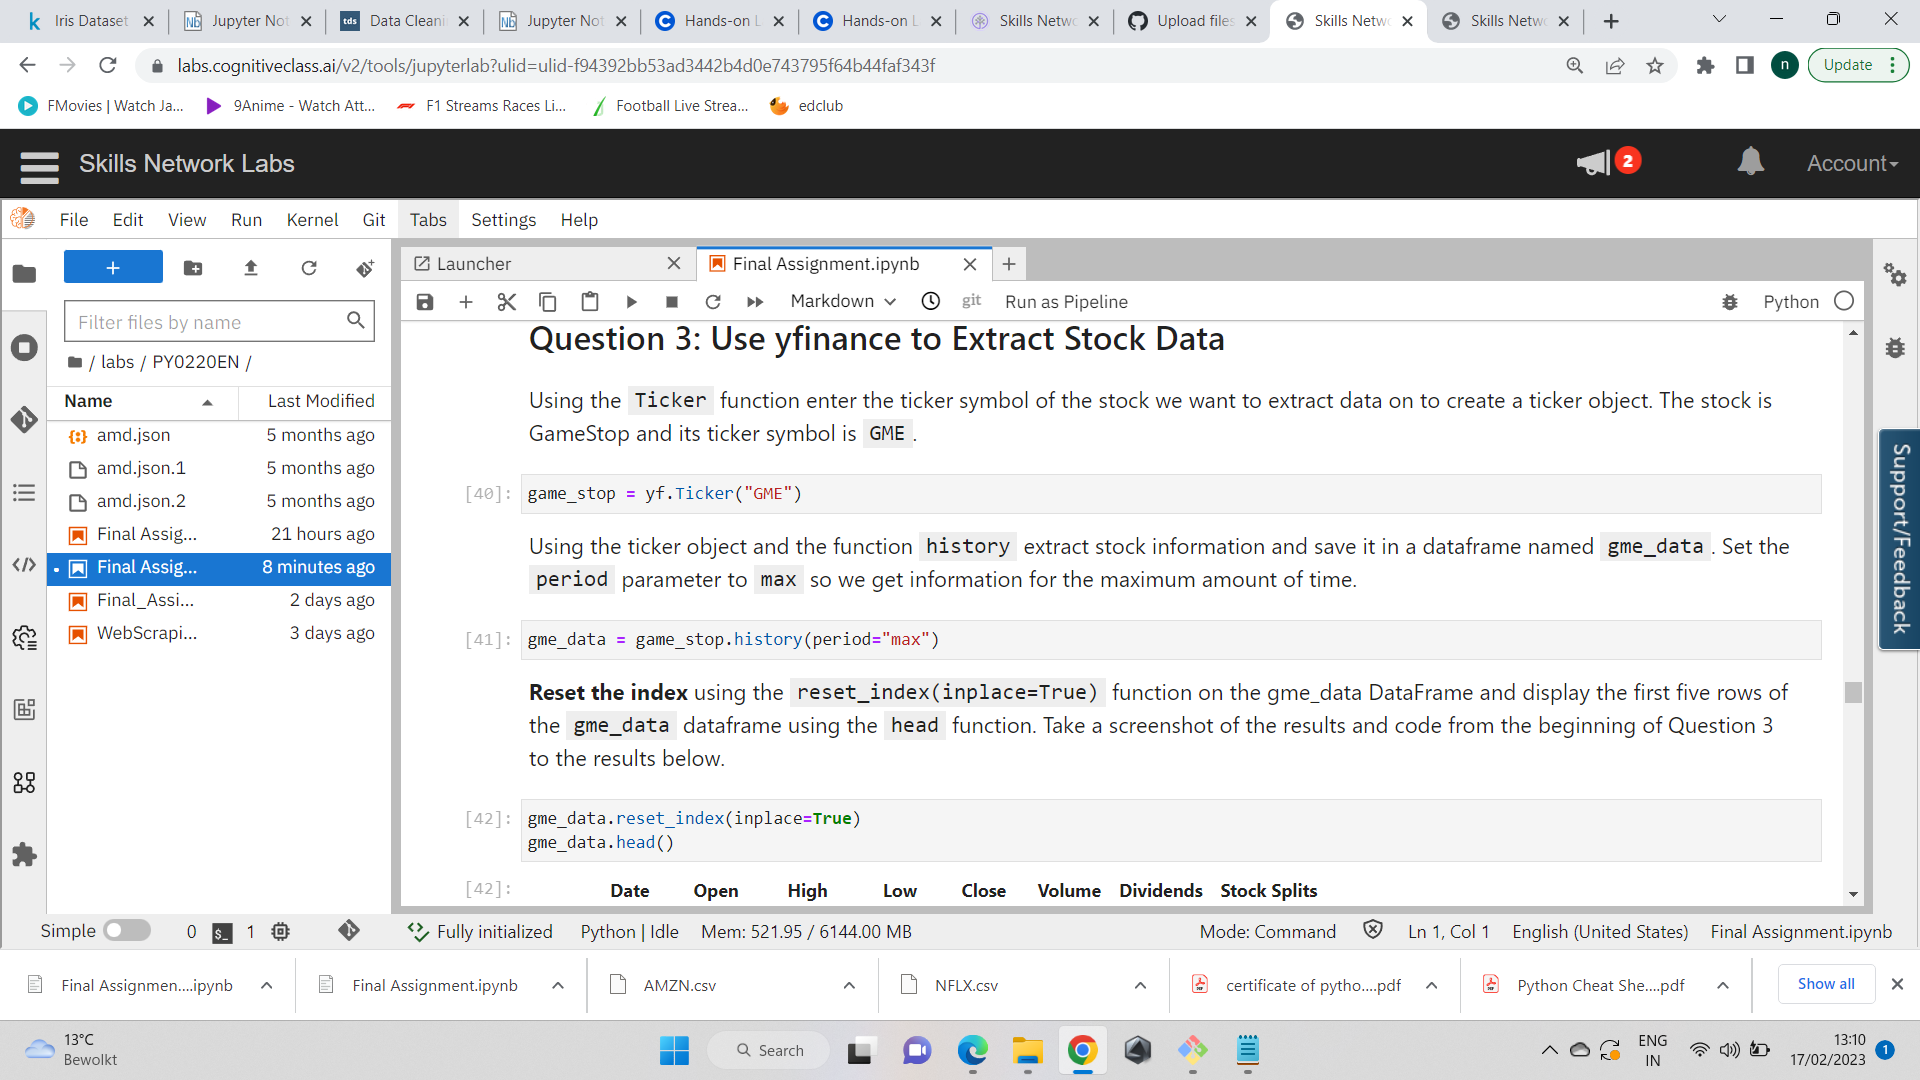 Iris Dataset
Jupyter Not
Data Cleani
Jupyter Not
Hands-on L
Hands-on L
Skills Netwo
Upload files
Skills Netwo
Skills Netwo
labs.cognitiveclass.ai/v2/tools/jupyterlab?ulid=ulid-f94392bb53ad3442b4d0e743795f64b44faf343f
n
Update
FMovies | Watch Ja...
9Anime - Watch Att...
F1 Streams Races Li...
Football Live Strea...
edclub
Skills Network Labs
2
Account
File Edit View Run Kernel Git Tabs Settings Help
Launcher
Final Assignment.ipynb
Filter files by name
Markdown
git
Run as Pipeline
Python
/ labs / PY0220EN /
Name Last Modified
amd.json 5 months ago
amd.json.1 5 months ago
amd.json.2 5 months ago
Final Assig... 21 hours ago
Final Assig... 8 minutes ago
Final_Assi... 2 days ago
WebScrapi... 3 days ago
Question 3: Use yfinance to Extract Stock Data
Using the Ticker function enter the ticker symbol of the stock we want to extract data on to create a ticker object. The stock is
GameStop and its ticker symbol is GME .
[40]: game_stop = yf.Ticker("GME")
Using the ticker object and the function history extract stock information and save it in a dataframe named gme_data . Set the
period parameter to max so we get information for the maximum amount of time.
[41]: gme_data = game_stop.history(period="max")
Reset the index using the reset_index(inplace=True) function on the gme_data DataFrame and display the first five rows of
the gme_data dataframe using the head function. Take a screenshot of the results and code from the beginning of Question 3
to the results below.
[42]: gme_data.reset_index(inplace=True)
gme_data.head()
[42]: Date Open High Low Close Volume Dividends Stock Splits
Support/Feedback
Simple 0 $_ 1 Fully initialized Python | Idle Mem: 521.95 / 6144.00 MB Mode: Command Ln 1, Col 1 English (United States) Final Assignment.ipynb
Final Assignmen....ipynb
Final Assignment.ipynb
AMZN.csv
NFLX.csv
certificate of pytho....pdf
Python Cheat She....pdf
Show all
13°C
Bewolkt
Search
ENG
IN
13:10
17/02/2023
1